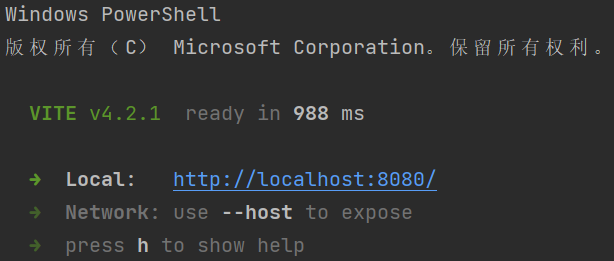 Windows PowerShell
版权所有（C） Microsoft Corporation。保留所有权利。
VITE v4.2.1 ready in 988 ms
➜ Local: http://localhost:8080/
➜ Network: use --host to expose
➜ press h to show help